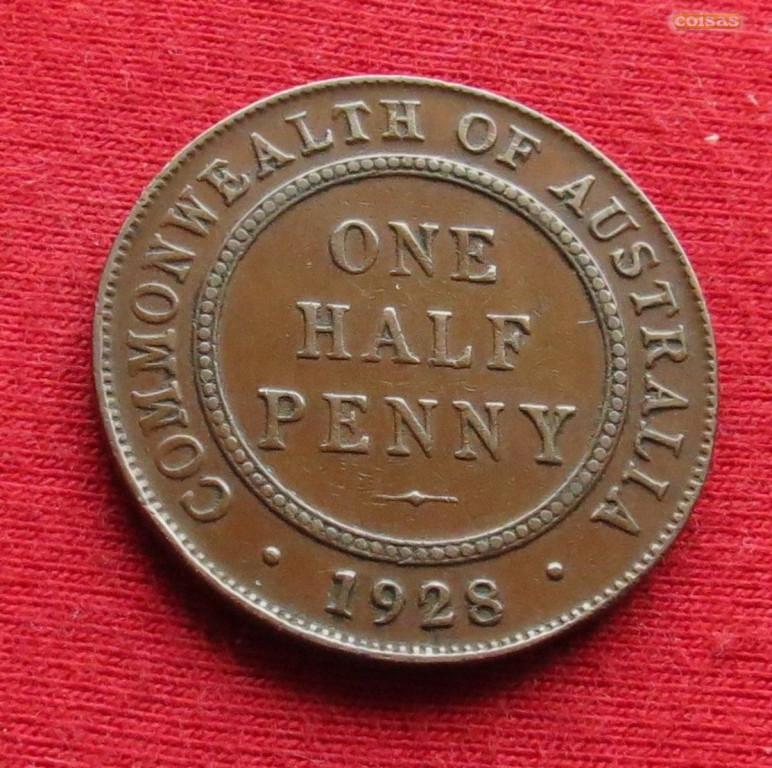 coisas
COMMONWEALTH OF AUSTRALIA
ONE
HALF
PENNY
· 1928 ·